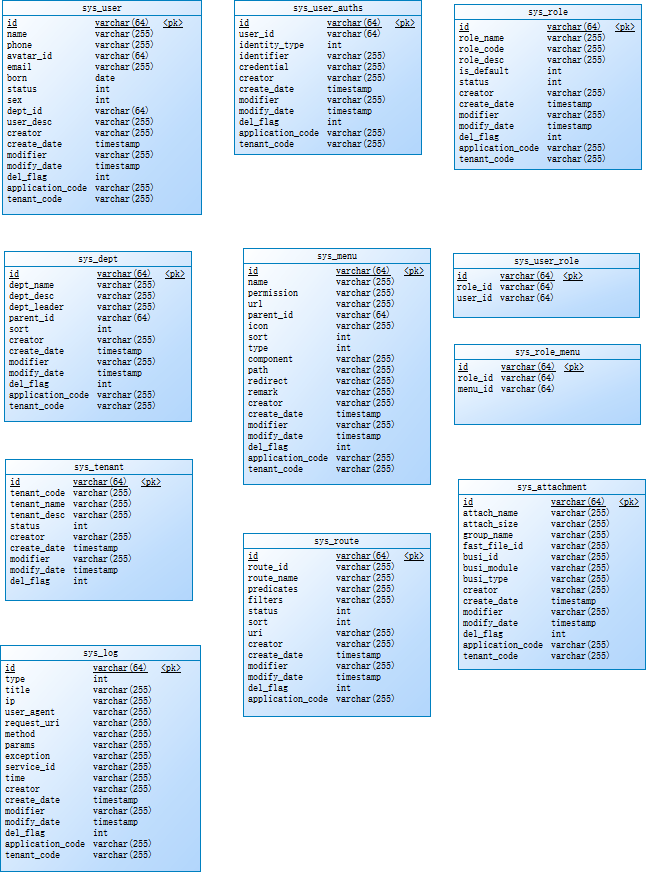 sys_user
id varchar(64) <pk>
name varchar(255)
phone varchar(255)
avatar_id varchar(64)
email varchar(255)
born date
status int
sex int
dept_id varchar(64)
user_desc varchar(255)
creator varchar(255)
create_date timestamp
modifier varchar(255)
modify_date timestamp
del_flag int
application_code varchar(255)
tenant_code varchar(255)
sys_user_auths
id varchar(64) <pk>
user_id varchar(64)
identity_type int
identifier varchar(255)
credential varchar(255)
creator varchar(255)
create_date timestamp
modifier varchar(255)
modify_date timestamp
del_flag int
application_code varchar(255)
tenant_code varchar(255)
sys_role
id varchar(64) <pk>
role_name varchar(255)
role_code varchar(255)
role_desc varchar(255)
is_default int
status int
creator varchar(255)
create_date timestamp
modifier varchar(255)
modify_date timestamp
del_flag int
application_code varchar(255)
tenant_code varchar(255)
sys_dept
id varchar(64) <pk>
dept_name varchar(255)
dept_desc varchar(255)
dept_leader varchar(255)
parent_id varchar(64)
sort int
creator varchar(255)
create_date timestamp
modifier varchar(255)
modify_date timestamp
del_flag int
application_code varchar(255)
tenant_code varchar(255)
sys_menu
id varchar(64) <pk>
name varchar(255)
permission varchar(255)
url varchar(255)
parent_id varchar(64)
icon varchar(255)
sort int
type int
component varchar(255)
path varchar(255)
redirect varchar(255)
remark varchar(255)
creator varchar(255)
create_date timestamp
modifier varchar(255)
modify_date timestamp
del_flag int
application_code varchar(255)
tenant_code varchar(255)
sys_user_role
id varchar(64) <pk>
role_id varchar(64)
user_id varchar(64)
sys_role_menu
id varchar(64) <pk>
role_id varchar(64)
menu_id varchar(64)
sys_tenant
id varchar(64) <pk>
tenant_code varchar(255)
tenant_name varchar(255)
tenant_desc varchar(255)
status int
creator varchar(255)
create_date timestamp
modifier varchar(255)
modify_date timestamp
del_flag int
sys_route
id varchar(64) <pk>
route_id varchar(255)
route_name varchar(255)
predicates varchar(255)
filters varchar(255)
status int
sort int
uri varchar(255)
creator varchar(255)
create_date timestamp
modifier varchar(255)
modify_date timestamp
del_flag int
application_code varchar(255)
sys_attachment
id varchar(64) <pk>
attach_name varchar(255)
attach_size varchar(255)
group_name varchar(255)
fast_file_id varchar(255)
busi_id varchar(255)
busi_module varchar(255)
busi_type varchar(255)
creator varchar(255)
create_date timestamp
modifier varchar(255)
modify_date timestamp
del_flag int
application_code varchar(255)
tenant_code varchar(255)
sys_log
id varchar(64) <pk>
type int
title varchar(255)
ip varchar(255)
user_agent varchar(255)
request_uri varchar(255)
method varchar(255)
params varchar(255)
exception varchar(255)
service_id varchar(255)
time varchar(255)
creator varchar(255)
create_date timestamp
modifier varchar(255)
modify_date timestamp
del_flag int
application_code varchar(255)
tenant_code varchar(255)